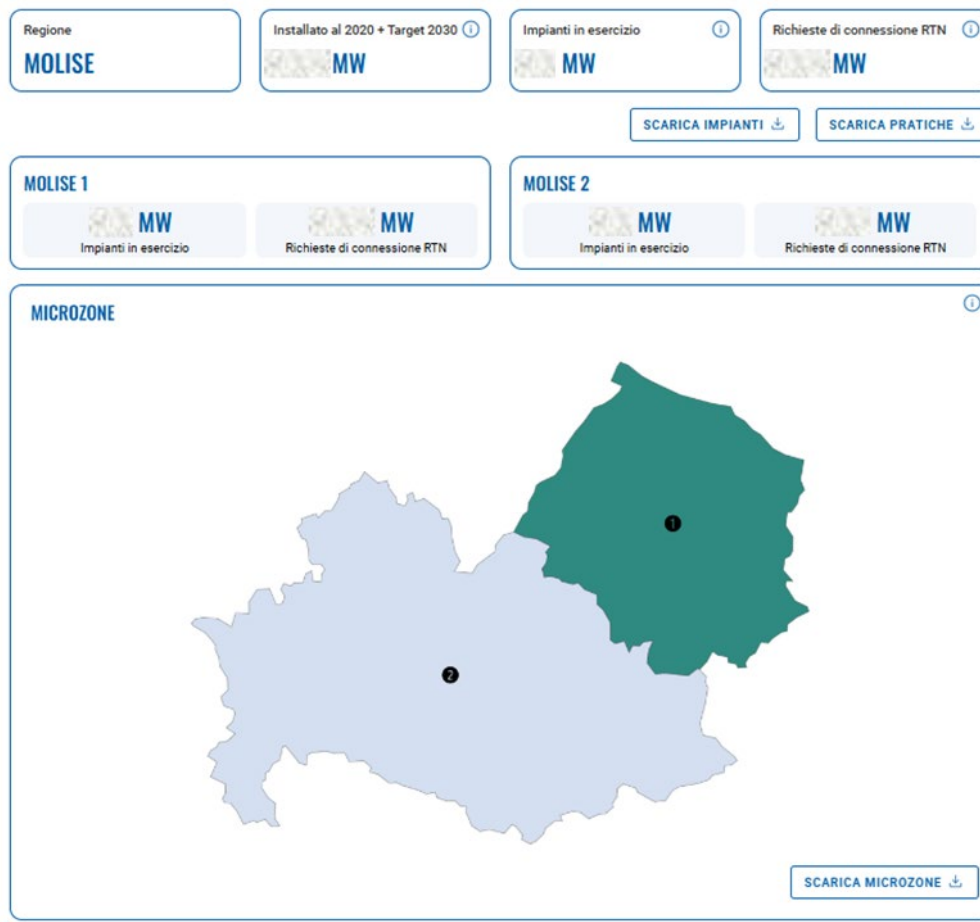 Regione
MOLISE
Installato al 2020 + Target 2030
MW
Impianti in esercizio
MW
Richieste di connessione RTN
MW
SCARICA IMPIANTI
SCARICA PRATICHE
MOLISE 1
MW
Impianti in esercizio
MW
Richieste di connessione RTN
MOLISE 2
MW
Impianti in esercizio
MW
Richieste di connessione RTN
MICROZONE
1
2
SCARICA MICROZONE